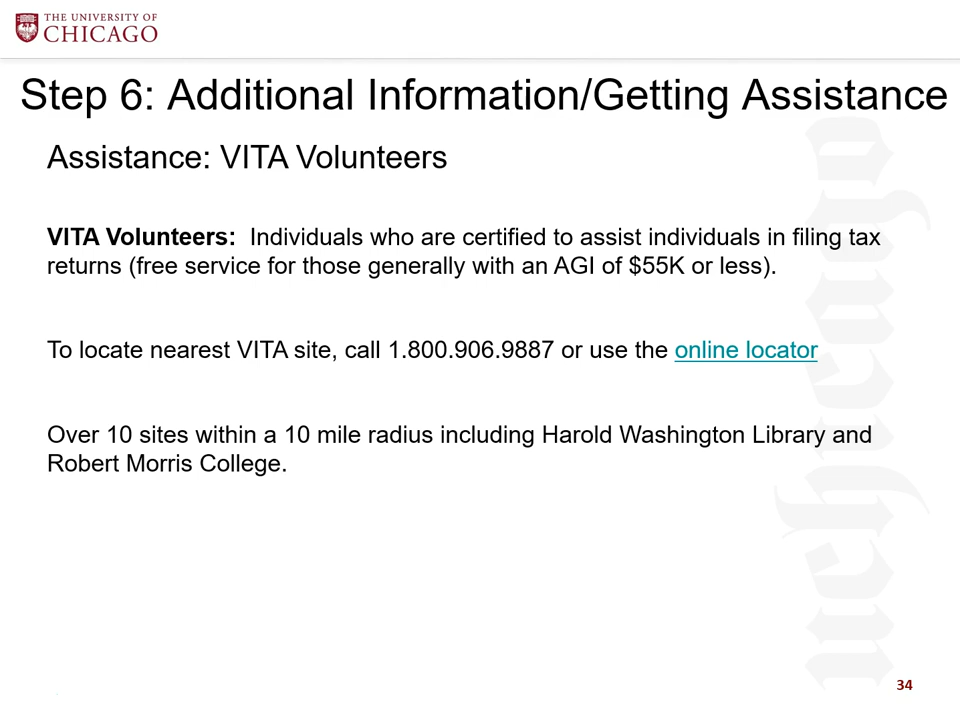 THE UNIVERSITY OF
CHICAGO
Step 6: Additional Information/Getting Assistance
Assistance: VITA Volunteers
VITA Volunteers: Individuals who are certified to assist individuals in filing tax
returns (free service for those generally with an AGI of $55K or less).
To locate nearest VITA site, call 1.800.906.9887 or use the online locator
Over 10 sites within a 10 mile radius including Harold Washington Library and
Robert Morris College.
uchicago
34